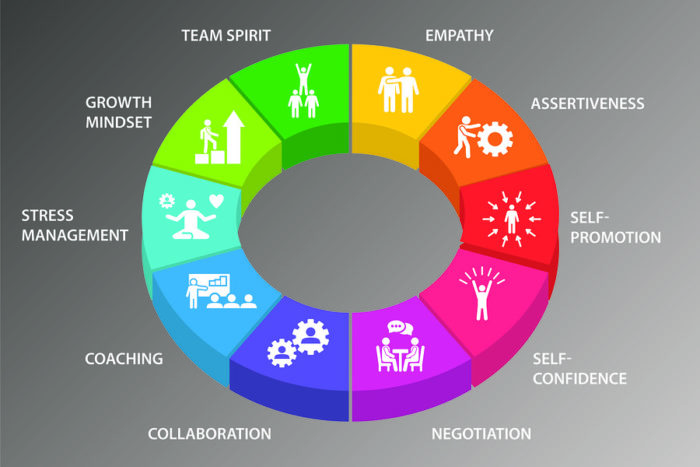 TEAM SPIRIT
EMPATHY
GROWTH
MINDSET
ASSERTIVENESS
STRESS
MANAGEMENT
SELF-
PROMOTION
COACHING
SELF-
CONFIDENCE
COLLABORATION
NEGOTIATION